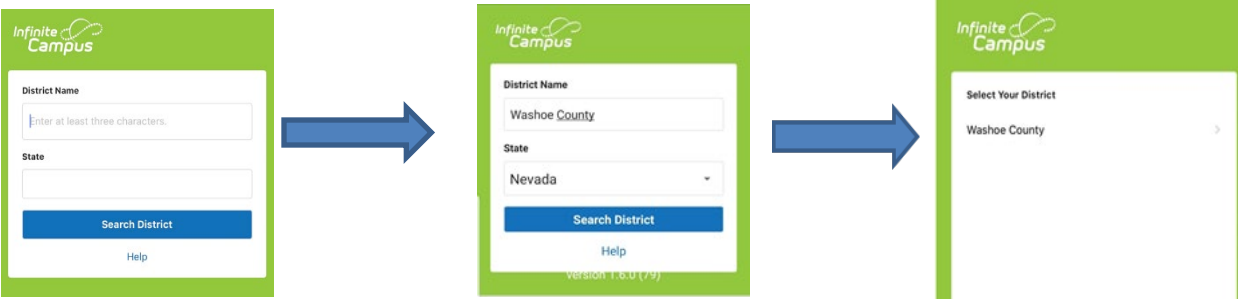 Infinite
Campus
District Name
Enter at least three characters.
State
Search District
Help
Infinite
Campus
District Name
Washoe County
State
Nevada
Search District
Help
Version 1.6.0 (79)
Infinite
Campus
Select Your District
Washoe County